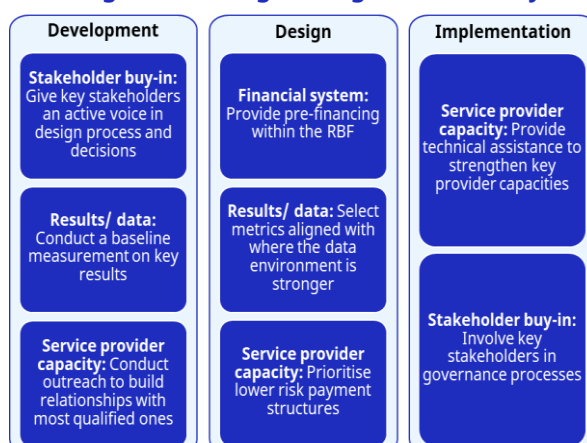 Development
Stakeholder buy-in:
Give key stakeholders
an active voice in
design process and
decisions
Results/ data:
Conduct a baseline
measurement on key
results
Service provider
capacity: Conduct
outreach to build
relationships with
most qualified ones
Design
Financial system:
Provide pre-financing
within the RBF
Results/ data: Select
metrics aligned with
where the data
environment is
stronger
Service provider
capacity: Prioritise
lower risk payment
structures
Implementation
Service provider
capacity: Provide
technical assistance to
strengthen key
provider capacities
Stakeholder buy-in:
Involve key
stakeholders in
governance processes